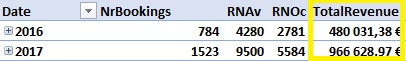 Date NrBookings RNAv RNOc TotalRevenue
2016 784 4280 2781 480 031,38 €
2017 1523 9500 5584 966 628.97 €